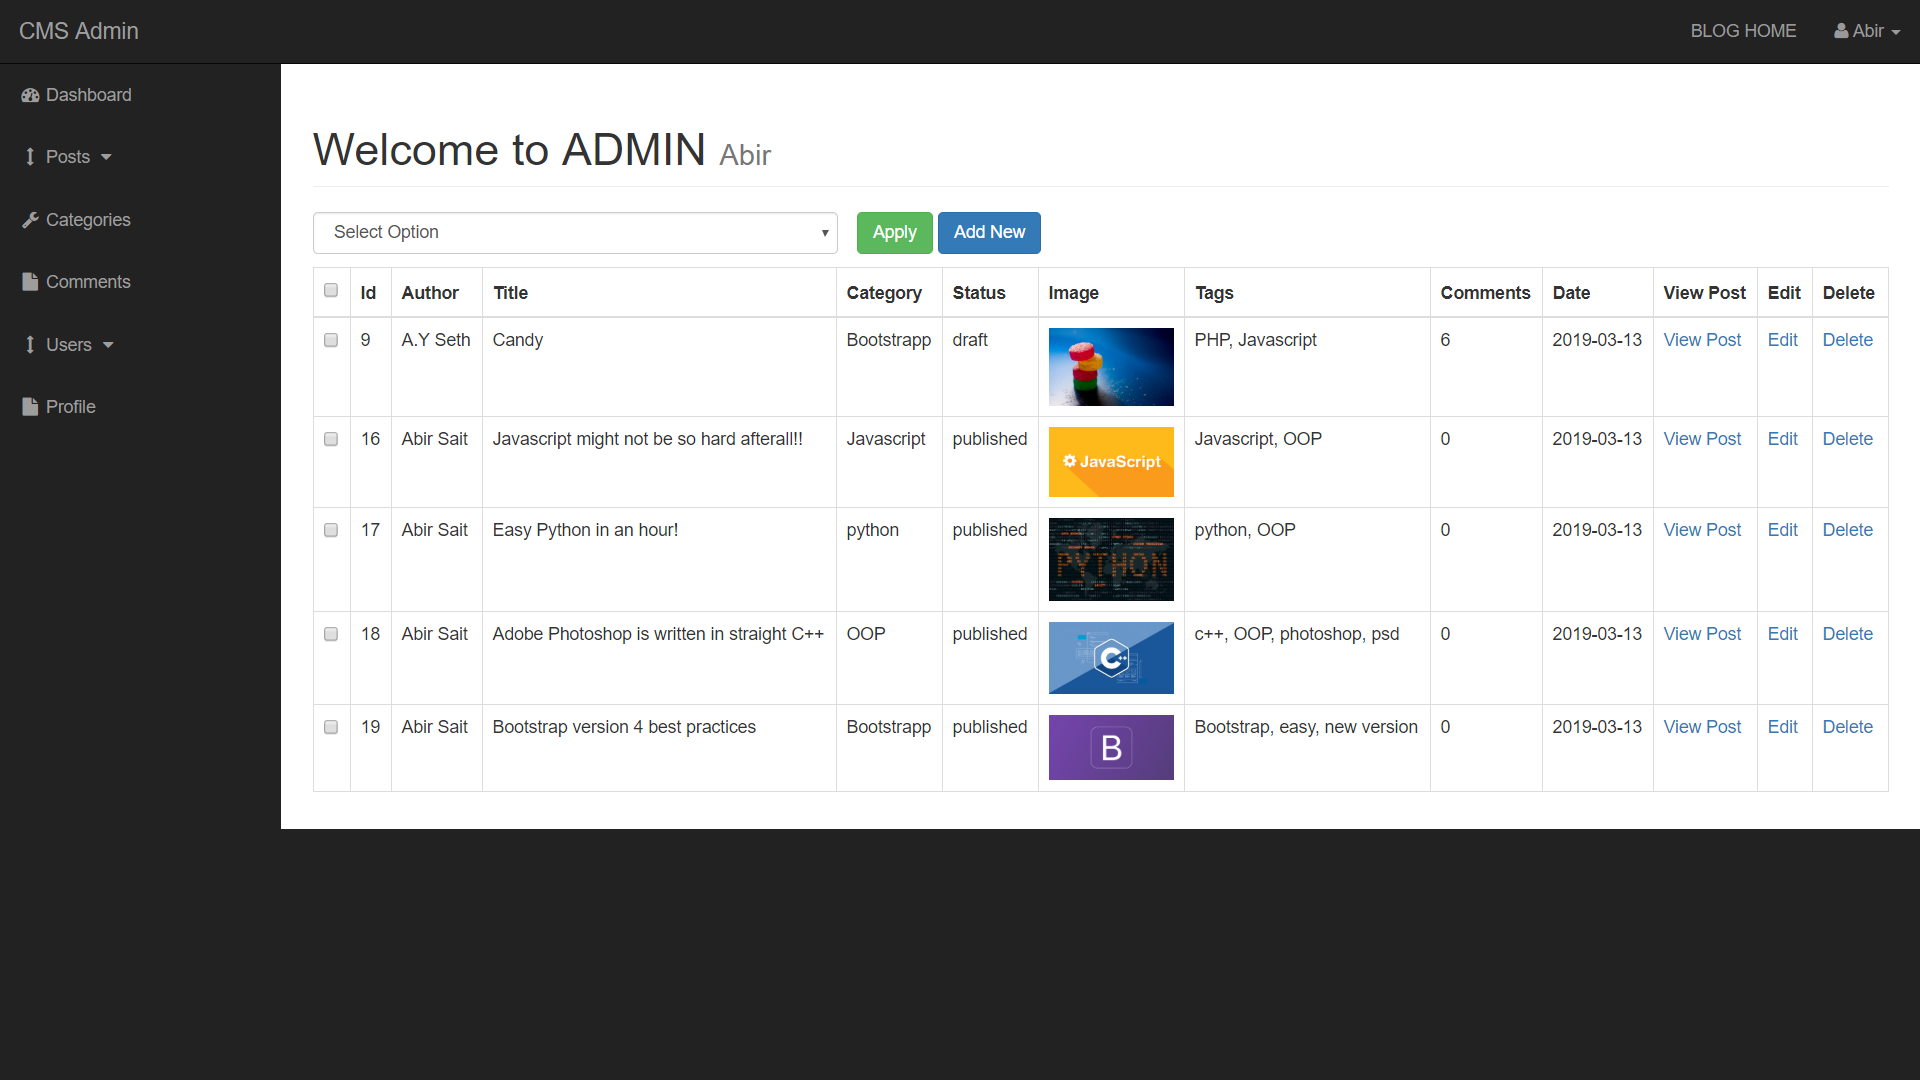 CMS Admin
BLOG HOME Abir
Dashboard
Posts
Categories
Comments
Users
Profile
Welcome to ADMIN Abir
Select Option Apply Add New
Id Author Title Category Status Image Tags Comments Date View Post Edit Delete
9 A.Y Seth Candy Bootstrapp draft PHP, Javascript 6 2019-03-13 View Post Edit Delete
16 Abir Sait Javascript might not be so hard afterall!! Javascript published JavaScript Javascript, OOP 0 2019-03-13 View Post Edit Delete
17 Abir Sait Easy Python in an hour! python published PYTHON python, OOP 0 2019-03-13 View Post Edit Delete
18 Abir Sait Adobe Photoshop is written in straight C++ OOP published C++ c++, OOP, photoshop, psd 0 2019-03-13 View Post Edit Delete
19 Abir Sait Bootstrap version 4 best practices Bootstrapp published B Bootstrap, easy, new version 0 2019-03-13 View Post Edit Delete